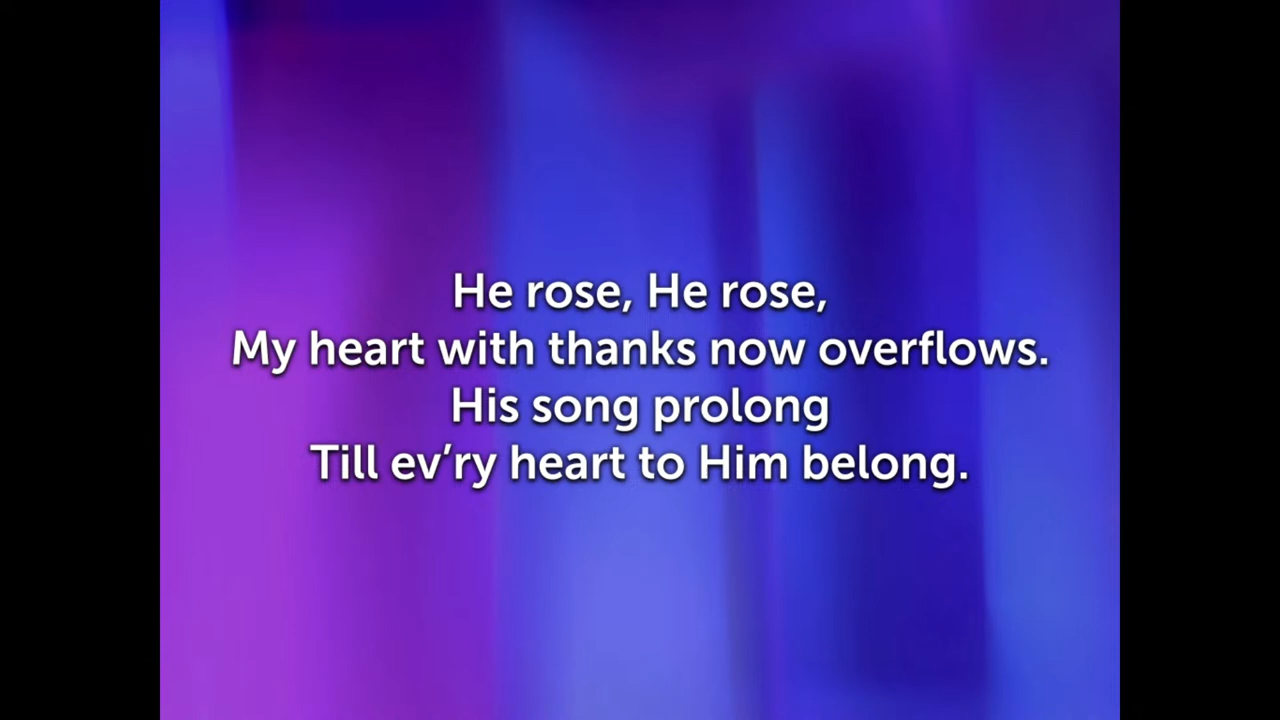 He rose, He rose,
My heart with thanks now overflows.
His song prolong
Till ev’ry heart to Him belong.